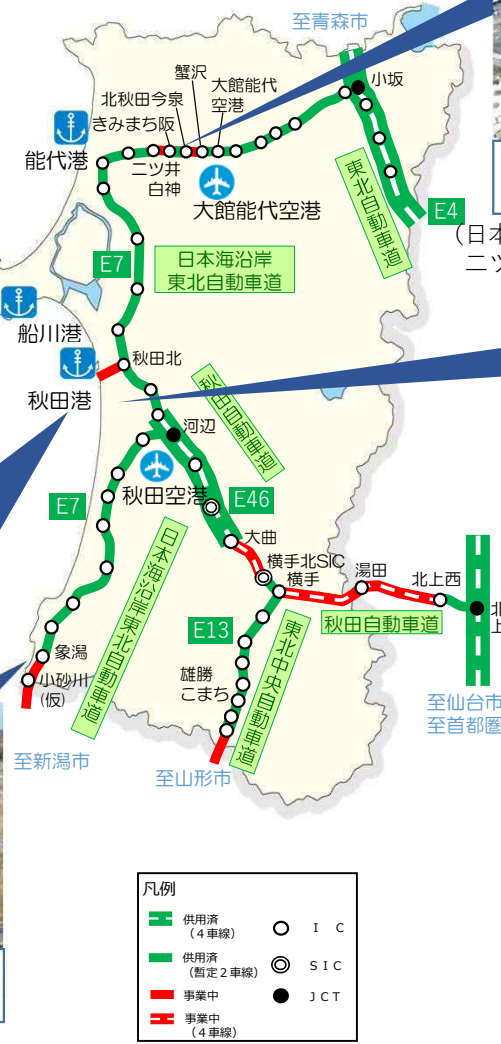 至青森市
小坂
蟹沢
大館能代
空港
北秋田今泉
きみまち阪
能代港
二ツ井
白神
大館能代空港
東北自動車道
E4
(日本
二ツ
E7
日本海沿岸
東北自動車道
船川港
秋田北
秋田港
秋田自動車道
河辺
秋田空港
E7
E46
大曲
日本海沿岸東北自動車道
横手北SIC
横手
湯田
北上西
北
上
秋田自動車道
E13
東北中央自動車道
雄勝
こまち
象潟
小砂川
(仮)
至仙台市
至首都圏
至新潟市
至山形市
凡例
供用済
(4車線)
IC
供用済
(暫定2車線)
SIC
事業中
JCT
事業中
(4車線)